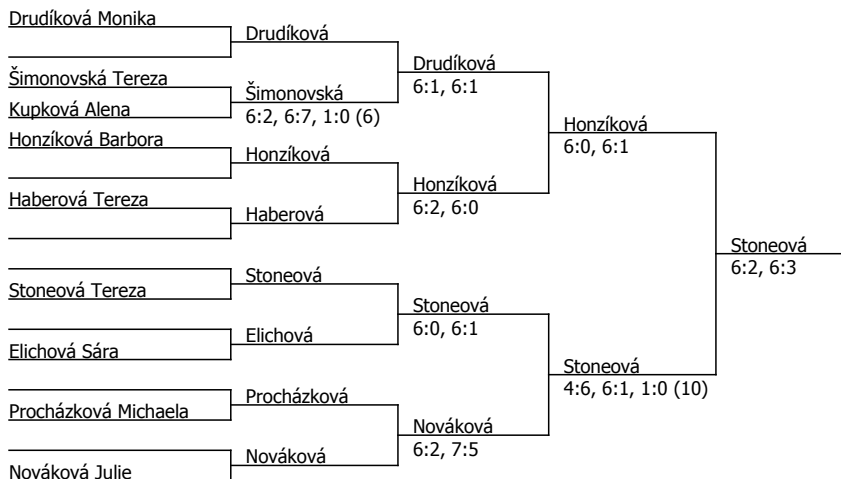 Drudíková Monika
Šimonovská Tereza
Kupková Alena
Honzíková Barbora
Haberová Tereza
Stoneová Tereza
Elichová Sára
Procházková Michaela
Nováková Julie
Drudíková
Šimonovská
6:2, 6:7, 1:0 (6)
Honzíková
Haberová
Stoneová
Elichová
Procházková
Nováková
Drudíková
6:1, 6:1
Honzíková
6:2, 6:0
Stoneová
6:0, 6:1
Nováková
6:2, 7:5
Honzíková
6:0, 6:1
Stoneová
4:6, 6:1, 1:0 (10)
Stoneová
6:2, 6:3